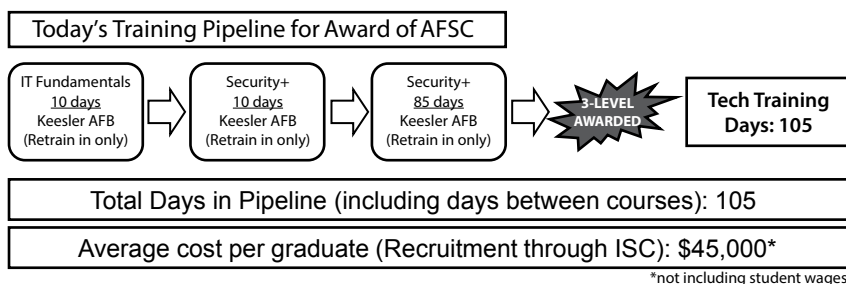 Today's Training Pipeline for Award of AFSC
IT Fundamentals
10 days
Keesler AFB
(Retrain in only)
Security+
10 days
Keesler AFB
(Retrain in only)
Security+
85 days
Keesler AFB
(Retrain in only)
3-LEVEL
AWARDED
Tech Training
Days: 105
Total Days in Pipeline (including days between courses): 105
Average cost per graduate (Recruitment through ISC): $45,000*
*not including student wages